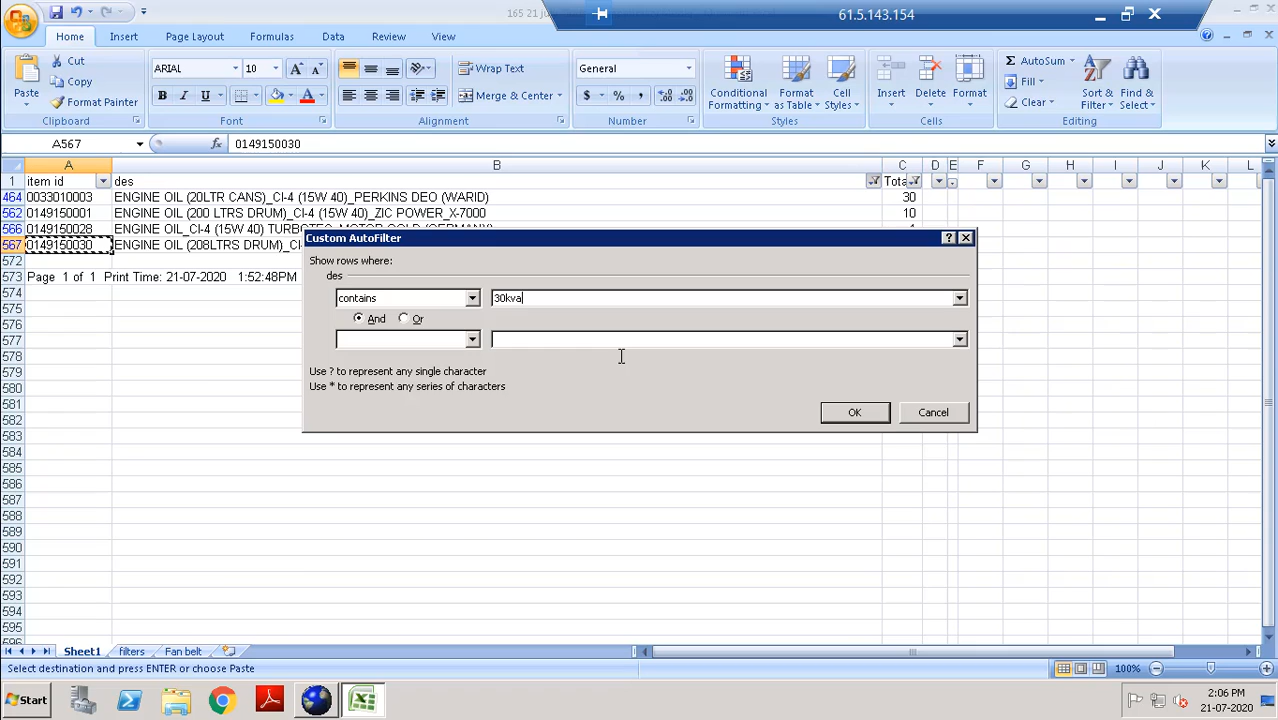 165 21 ju
61.5.143.154
Home Insert Page Layout Formulas Data Review View
Paste
Cut
Copy
Format Painter
Clipboard
ARIAL 10
B I U
Font
Wrap Text
Merge & Center
Alignment
General
$ % ,
Number
Conditional Formatting
Format as Table
Cell Styles
Styles
Insert Delete Format
Cells
AutoSum
Fill
Clear
Sort & Filter
Find & Select
Editing
A567 fx 0149150030
A B C D E F G H I J K L
1 item id des Tota
464 0033010003 ENGINE OIL (20LTR CANS)_CI-4 (15W 40)_PERKINS DEO (WARID) 30
562 0149150001 ENGINE OIL (200 LTRS DRUM)_CI-4 (15W 40)_ZIC POWER_X-7000 10
566 0149150028 ENGINE OIL_CI-4 (15W 40) TURBOTEO_MOTOR GOLD (GERMANY)
567 0149150030 ENGINE OIL (208LTRS DRUM)_CI
572
573 Page 1 of 1 Print Time: 21-07-2020 1:52:48PM
574
575
576
577
578
579
580
581
582
583
584
585
586
587
588
589
590
591
592
593
594
595
596
Custom AutoFilter
Show rows where:
des
contains 30kva
And Or
Use ? to represent any single character
Use * to represent any series of characters
OK Cancel
Sheet1 filters Fan belt
Select destination and press ENTER or choose Paste 100%
Start
2:06 PM
21-07-2020